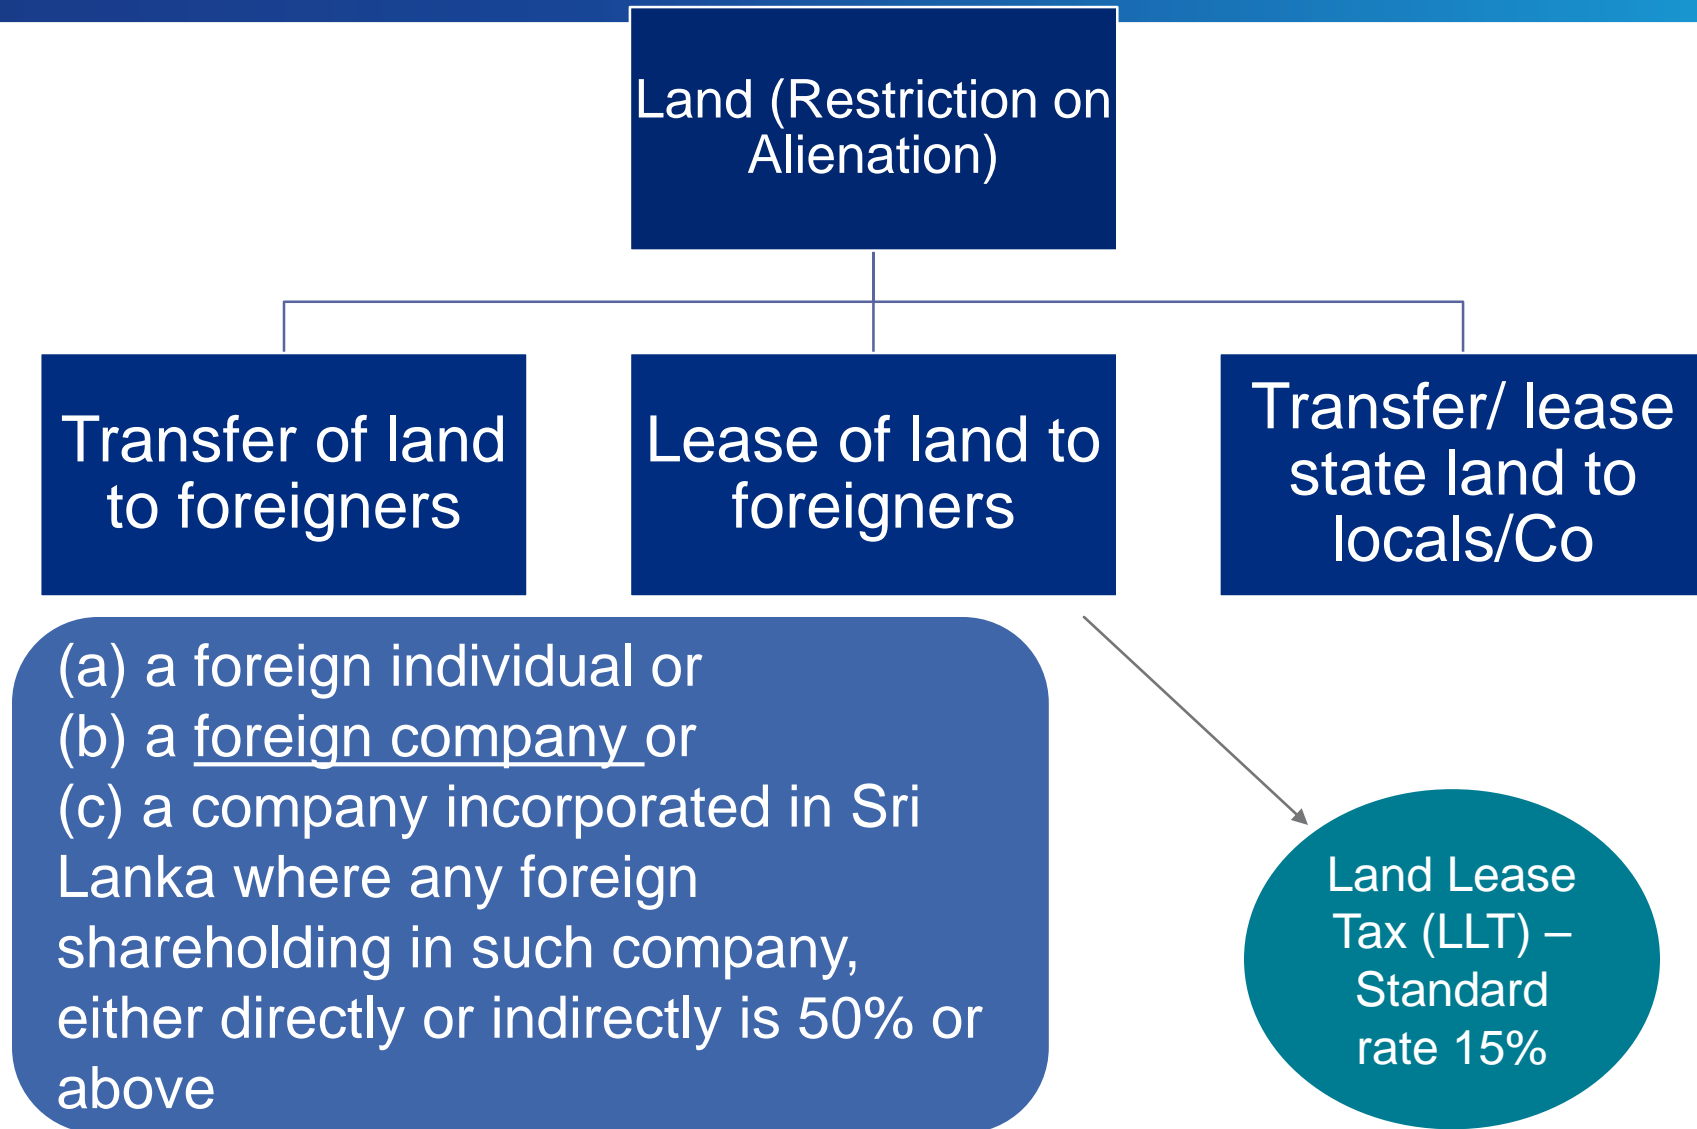 Land (Restriction on
Alienation)
Transfer of land
to foreigners
Lease of land to
foreigners
Transfer/ lease
state land to
locals/Co
(a) a foreign individual or
(b) a foreign company or
(c) a company incorporated in Sri
Lanka where any foreign
shareholding in such company,
either directly or indirectly is 50% or
above
Land Lease
Tax (LLT) –
Standard
rate 15%